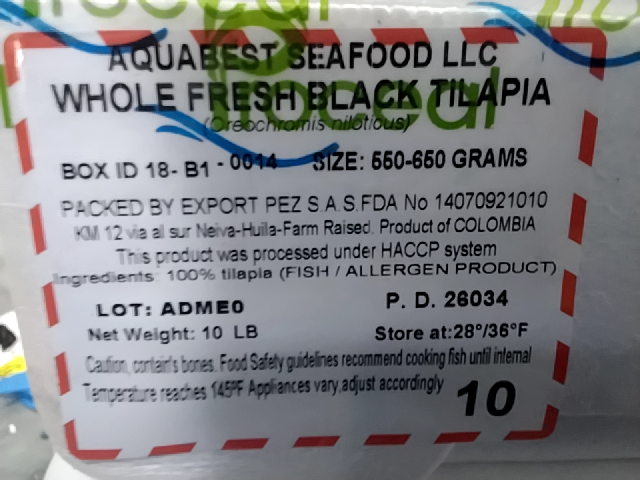 AQUABEST SEAFOOD LLC
WHOLE FRESH BLACK TILAPIA
(Oreochromis niloticus)
BOX ID 18- B1 - 0014 SIZE: 550-650 GRAMS
PACKED BY EXPORT PEZ S.A.S.FDA No 14070921010
KM 12 via al sur Neiva-Huila-Farm Raised. Product of COLOMBIA
This product was processed under HACCP system
Ingredients: 100% tilapia (FISH / ALLERGEN PRODUCT)
LOT: ADME0 P. D. 26034
Net Weight: 10 LB Store at:28°/36°F
Caution, contain's bones. Food Safety guidelines recommend cooking fish until internal
Temperature reaches 145ºF Appliances vary,adjust accordingly
10